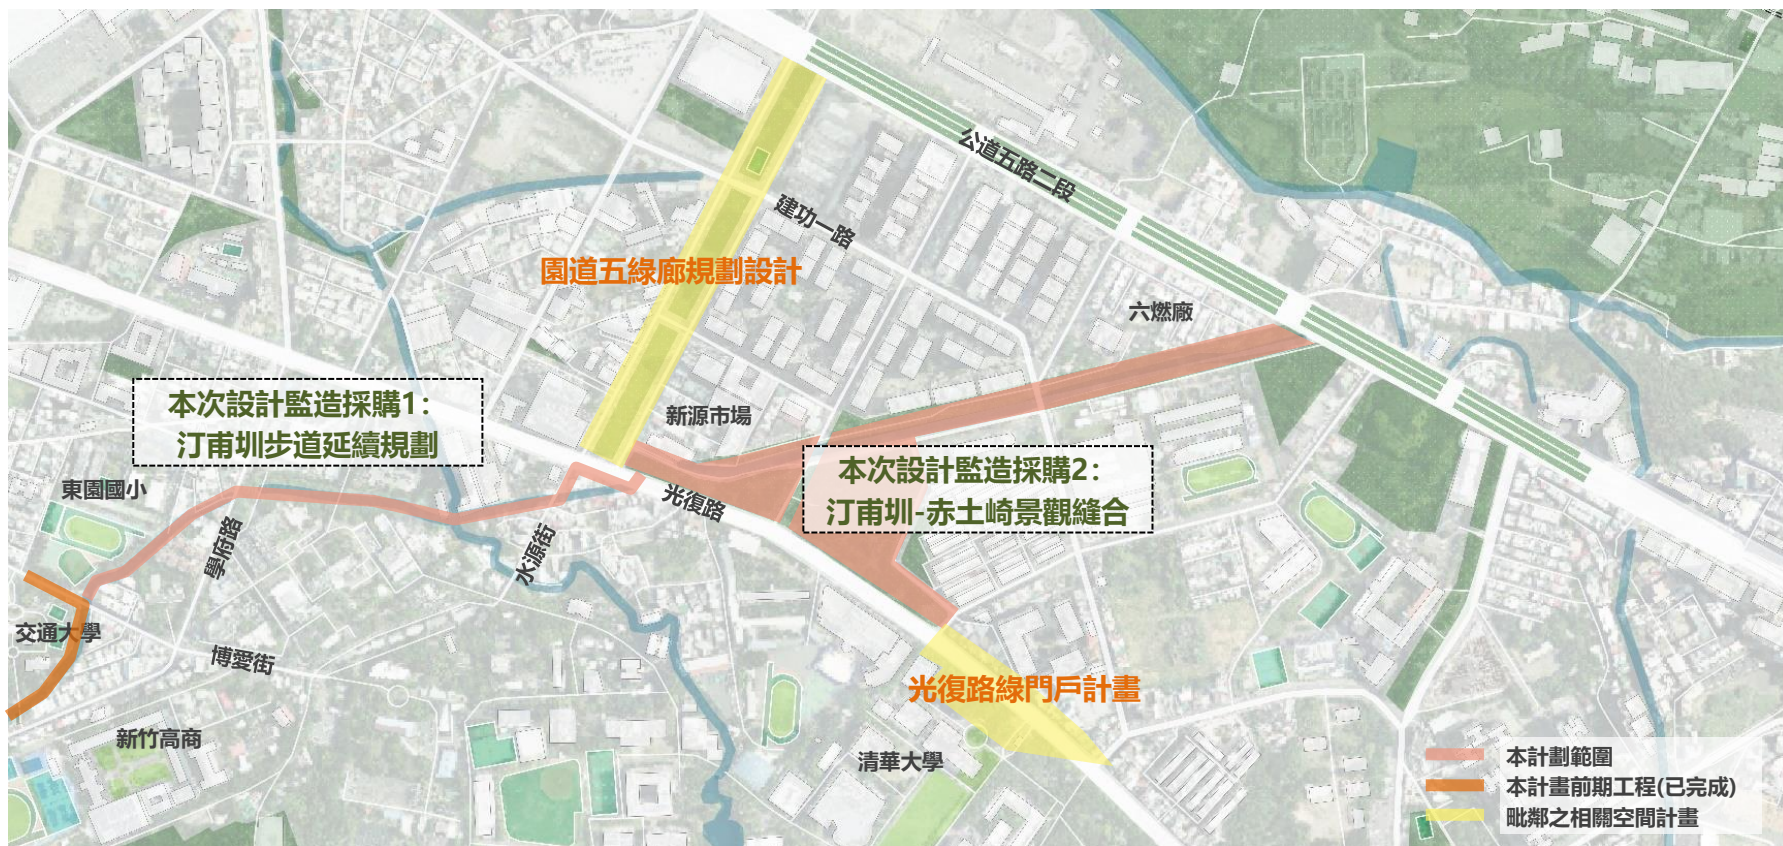 公道五路二段
建功一路
園道五綠廊規劃設計
六燃廠
本次設計監造採購1：
汀甫圳步道延續規劃
新源市場
本次設計監造採購2：
汀甫圳-赤土崎景觀縫合
東園國小
光復路
學府路
水源街
交通大學
博愛街
光復路綠門戶計畫
新竹高商
清華大學
本計劃範圍
本計畫前期工程(已完成)
毗鄰之相關空間計畫